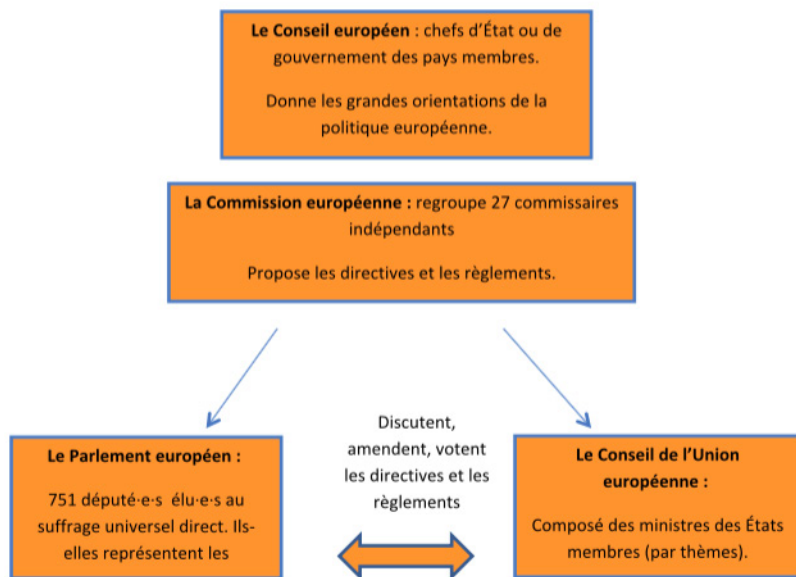 Le Conseil européen : chefs d’État ou de
gouvernement des pays membres.
Donne les grandes orientations de la
politique européenne.
La Commission européenne : regroupe 27 commissaires
indépendants
Propose les directives et les règlements.
Discutent,
amendent, votent
les directives et les
règlements
Le Parlement européen :
751 député·e·s élu·e·s au
suffrage universel direct. Ils-
elles représentent les
Le Conseil de l’Union
européenne :
Composé des ministres des États
membres (par thèmes).